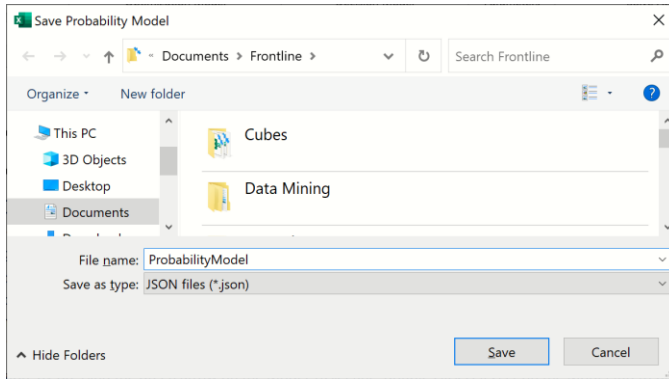 Save Probability Model
« Documents > Frontline >
Search Frontline
Organize
New folder
This PC
3D Objects
Desktop
Documents
Cubes
Data Mining
File name: ProbabilityModel
Save as type: JSON files (*.json)
Hide Folders
Save
Cancel